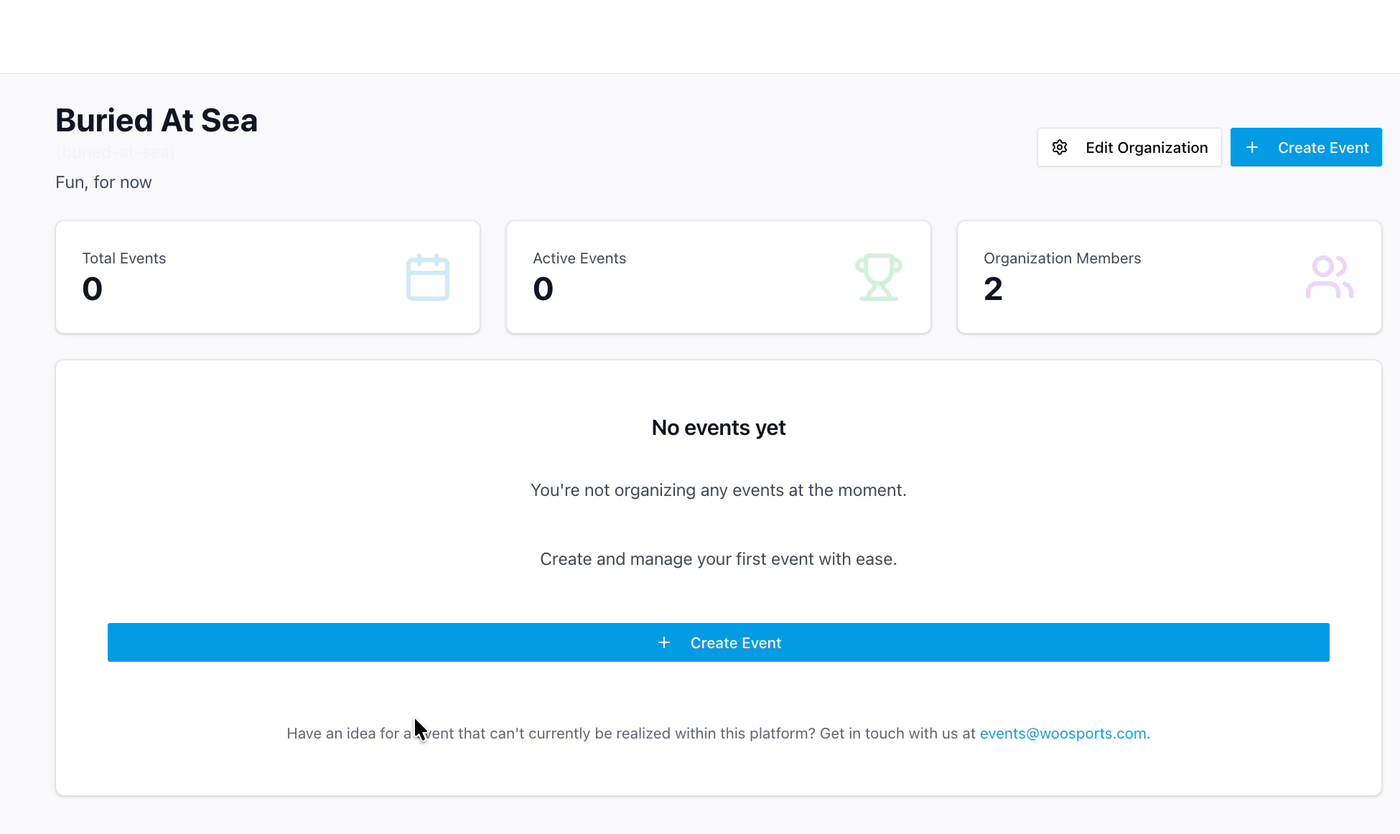 Buried At Sea
(buried-at-sea)
Fun, for now
Edit Organization
Create Event
Total Events
0
Active Events
0
Organization Members
2
No events yet
You're not organizing any events at the moment.
Create and manage your first event with ease.
Create Event
Have an idea for a vent that can't currently be realized within this platform? Get in touch with us at events@woosports.com.